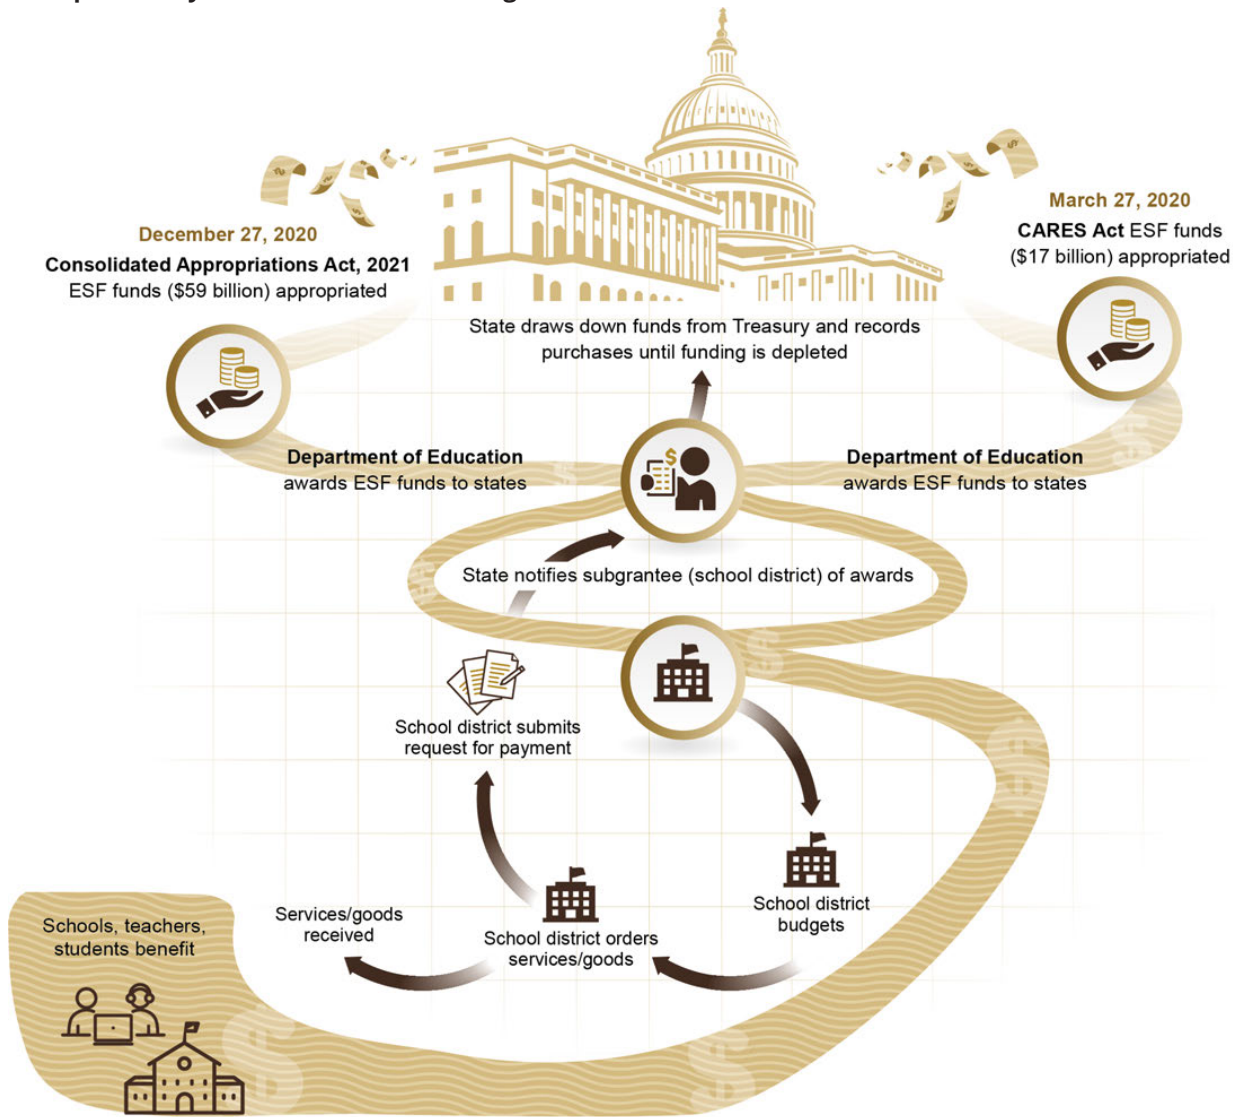 December 27, 2020
Consolidated Appropriations Act, 2021
ESF funds ($59 billion) appropriated
March 27, 2020
CARES Act ESF funds
($17 billion) appropriated
State draws down funds from Treasury and records
purchases until funding is depleted
Department of Education
awards ESF funds to states
Department of Education
awards ESF funds to states
State notifies subgrantee (school district) of awards
School district submits
request for payment
School district
budgets
School district orders
services/goods
Services/goods
received
Schools, teachers,
students benefit